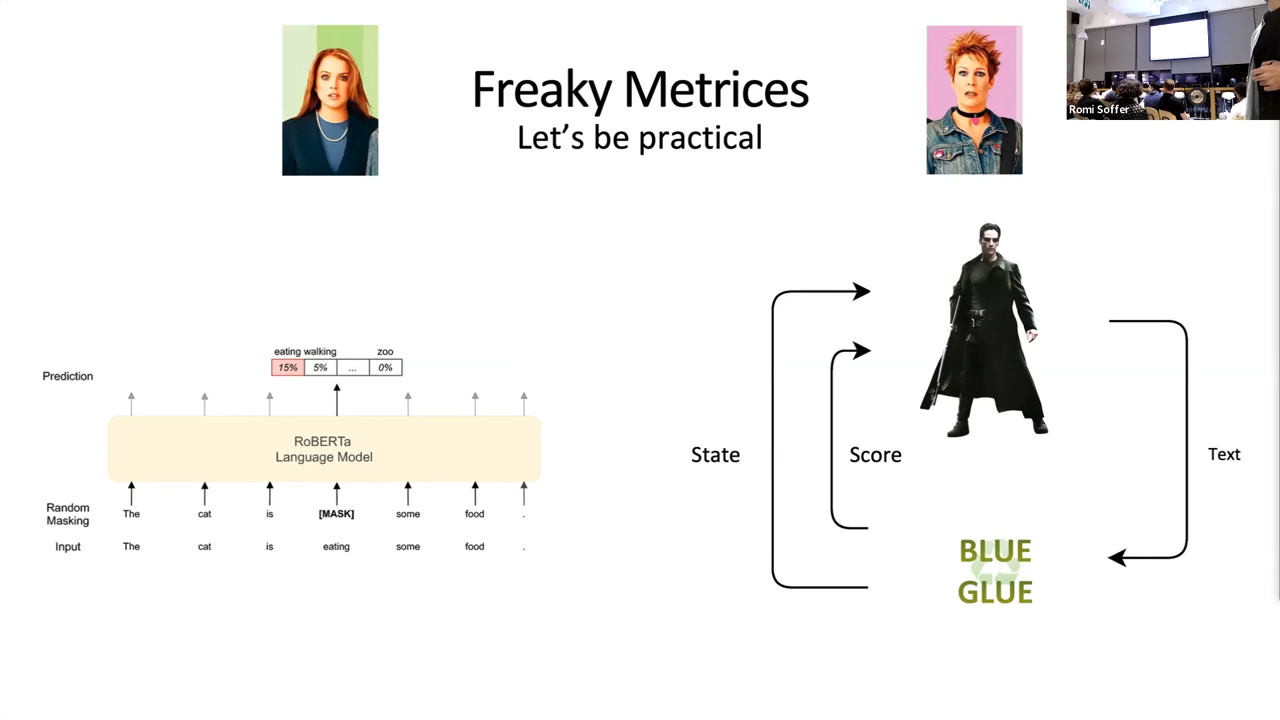 Freaky Metrices
Let's be practical
Romi Soffer
eating walking zoo
15% 5% ... 0%
Prediction
RoBERTa
Language Model
Random
Masking
The cat is [MASK] some food .
Input
The cat is eating some food .
State
Score
Text
BLUE
GLUE